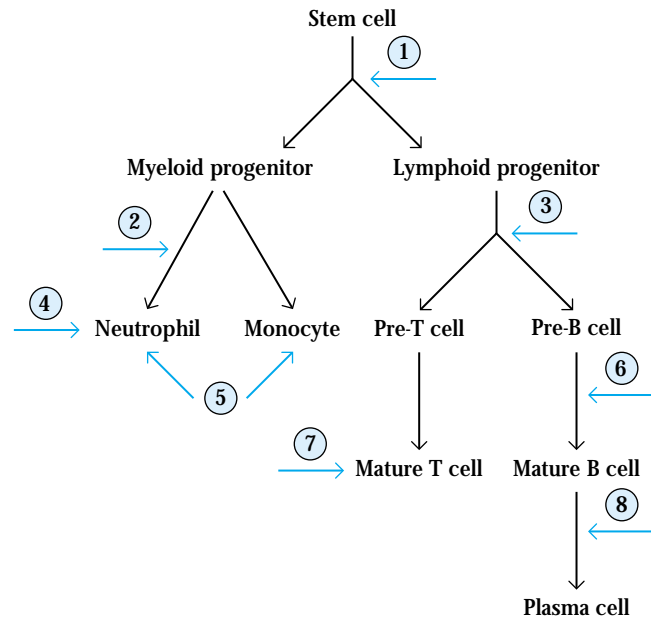 Stem cell
1
Myeloid progenitor
Lymphoid progenitor
2
3
4
Neutrophil
Monocyte
Pre-T cell
Pre-B cell
5
6
7
Mature T cell
Mature B cell
8
Plasma cell